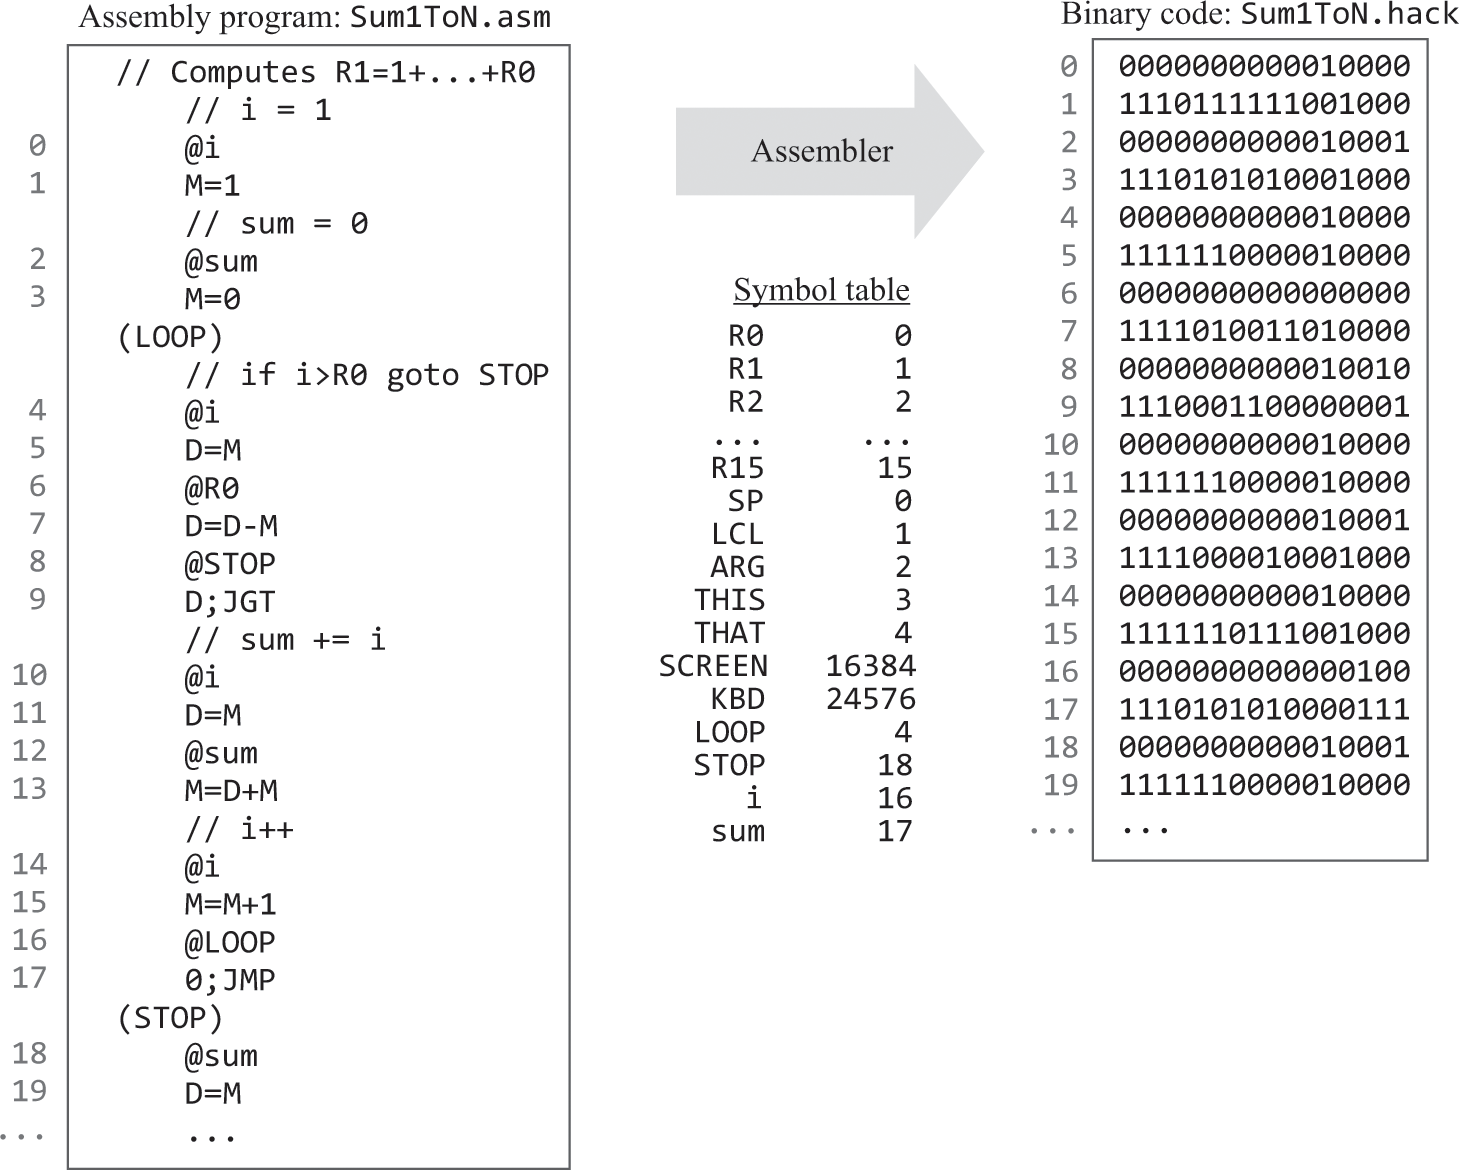 Assembly program: Sum1ToN.asm
// Computes R1=1+...+R0
// i = 1
0 @i
1 M=1
// sum = 0
2 @sum
3 M=0
(LOOP)
// if i>R0 goto STOP
4 @i
5 D=M
6 @R0
7 D=D-M
8 @STOP
9 D;JGT
// sum += i
10 @i
11 D=M
12 @sum
13 M=D+M
// i++
14 @i
15 M=M+1
16 @LOOP
17 0;JMP
(STOP)
18 @sum
19 D=M
... ...
Assembler
Symbol table
R0 0
R1 1
R2 2
... ...
R15 15
SP 0
LCL 1
ARG 2
THIS 3
THAT 4
SCREEN 16384
KBD 24576
LOOP 4
STOP 18
i 16
sum 17
Binary code: Sum1ToN.hack
0 0000000000010000
1 1110111111001000
2 0000000000010001
3 1110101010001000
4 0000000000010000
5 1111110000010000
6 0000000000000000
7 1111010011010000
8 0000000000010010
9 1110001100000001
10 0000000000010000
11 1111110000010000
12 0000000000010001
13 1111000010001000
14 0000000000010000
15 1111110111001000
16 0000000000000100
17 1110101010000111
18 0000000000010001
19 1111110000010000
... ...